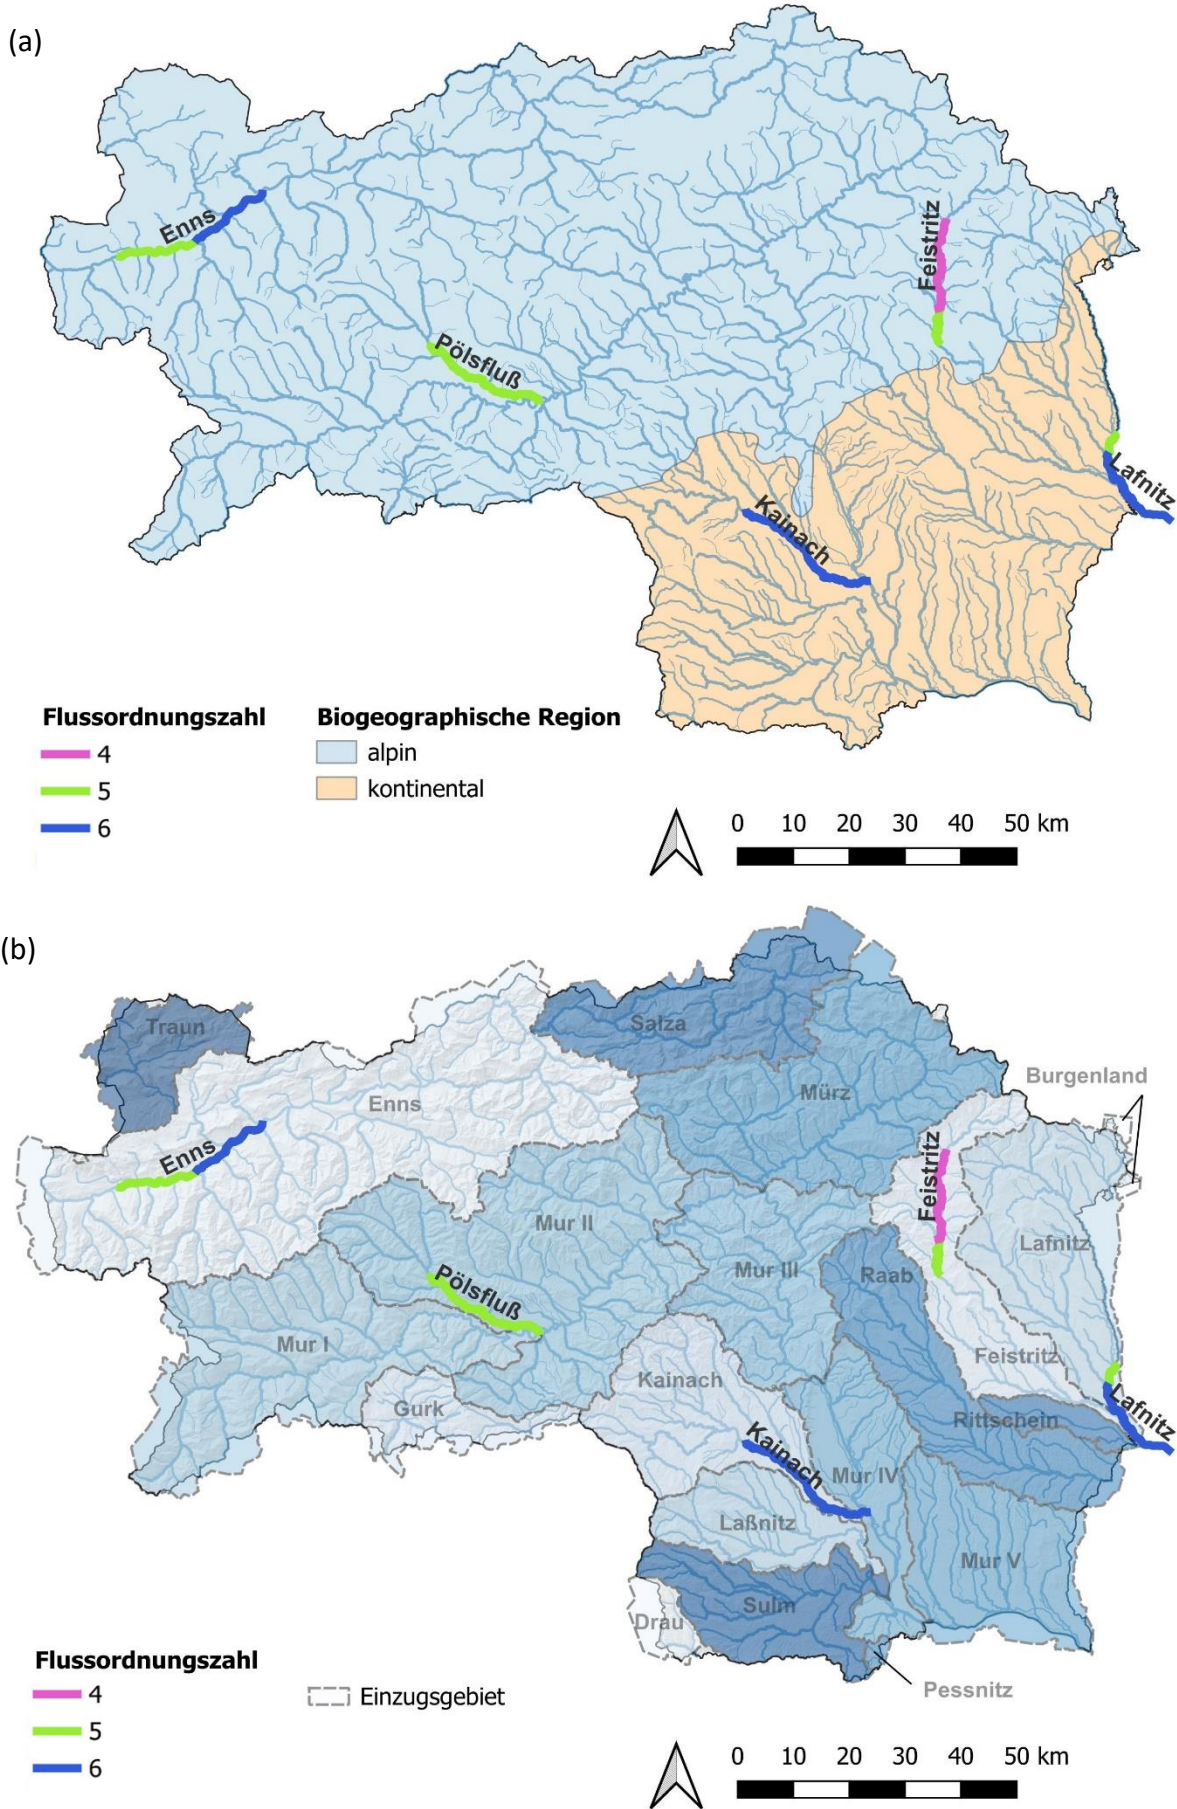 (a)
Enns
Feistritz
Pölsfluß
Lafnitz
Kainach
Flussordnungszahl
4
5
6
Biogeographische Region
alpin
kontinental
0 10 20 30 40 50 km
(b)
Traun
Salza
Burgenland
Enns
Mürz
Enns
Feistritz
Mur II
Lafnitz
Mur III
Raab
Pölsfluß
Mur I
Feistritz
Kainach
Gurk
Lafnitz
Rittschein
Kainach
Mur IV
Laßnitz
Mur V
Sulm
Drau
Pessnitz
Flussordnungszahl
4
5
6
Einzugsgebiet
0 10 20 30 40 50 km